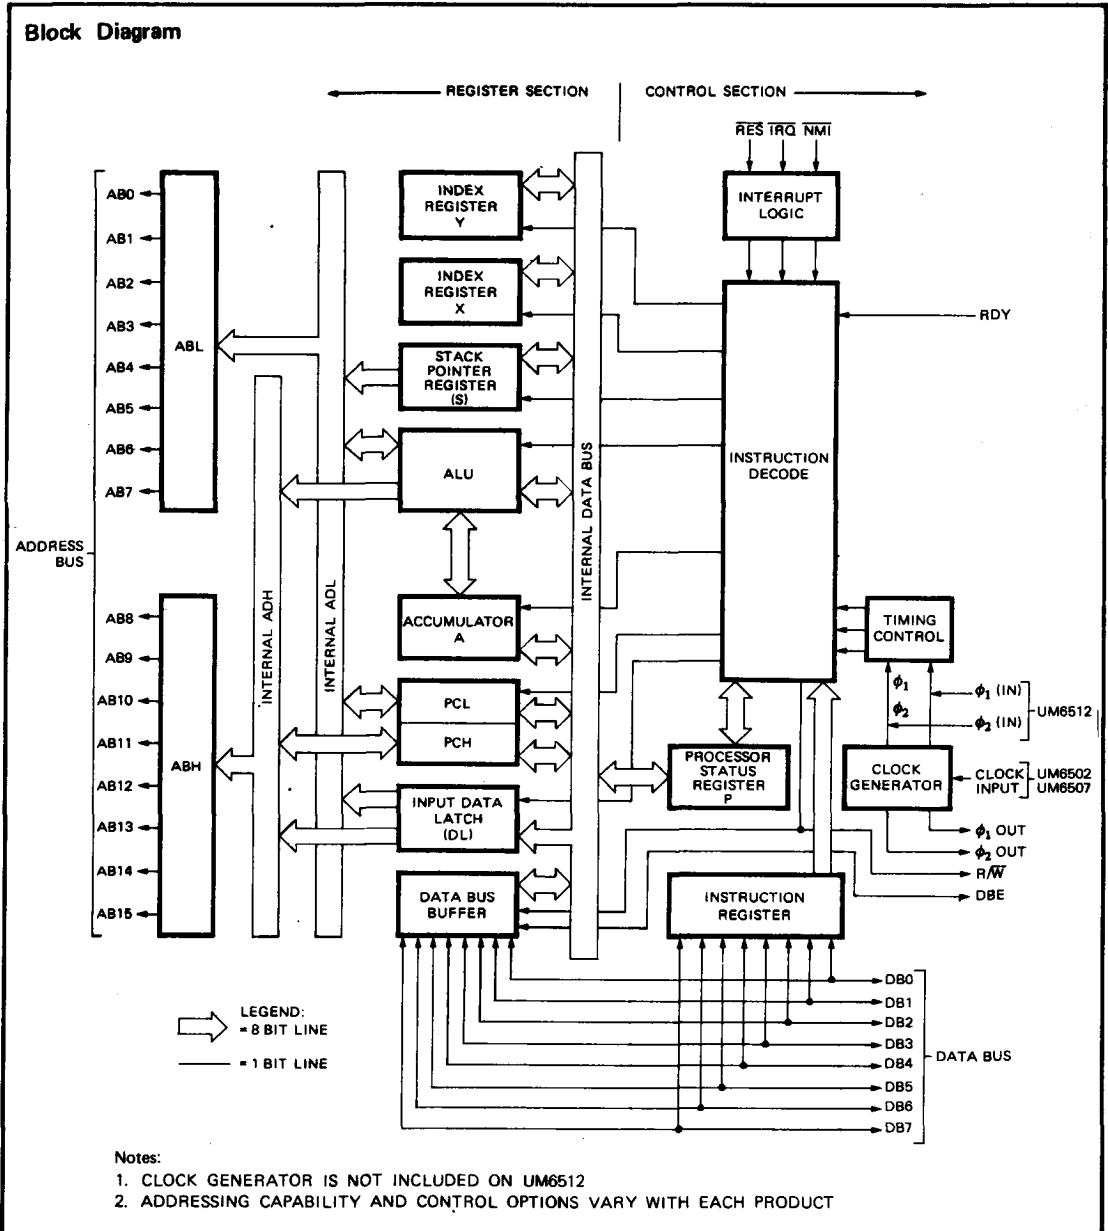 Block Diagram
REGISTER SECTION
CONTROL SECTION
RES IRQ NMI
INTERRUPT
LOGIC
AB0
AB1
AB2
AB3
AB4
AB5
AB6
AB7
ABL
ADDRESS
BUS
AB8
AB9
AB10
AB11
AB12
AB13
AB14
AB15
ABH
INTERNAL ADH
INTERNAL ADL
INDEX
REGISTER
Y
INDEX
REGISTER
X
STACK
POINTER
REGISTER
(S)
ALU
ACCUMULATOR
A
PCL
PCH
INPUT DATA
LATCH
(DL)
DATA BUS
BUFFER
INTERNAL DATA BUS
INSTRUCTION
DECODE
RDY
TIMING
CONTROL
ϕ1
ϕ2
ϕ1 (IN)
ϕ2 (IN)
UM6512
PROCESSOR
STATUS
REGISTER
P
CLOCK
GENERATOR
CLOCK
INPUT
UM6502
UM6507
ϕ1 OUT
ϕ2 OUT
R/W
DBE
INSTRUCTION
REGISTER
DB0
DB1
DB2
DB3
DB4
DB5
DB6
DB7
DATA BUS
LEGEND:
= 8 BIT LINE
= 1 BIT LINE
Notes:
1. CLOCK GENERATOR IS NOT INCLUDED ON UM6512
2. ADDRESSING CAPABILITY AND CONTROL OPTIONS VARY WITH EACH PRODUCT